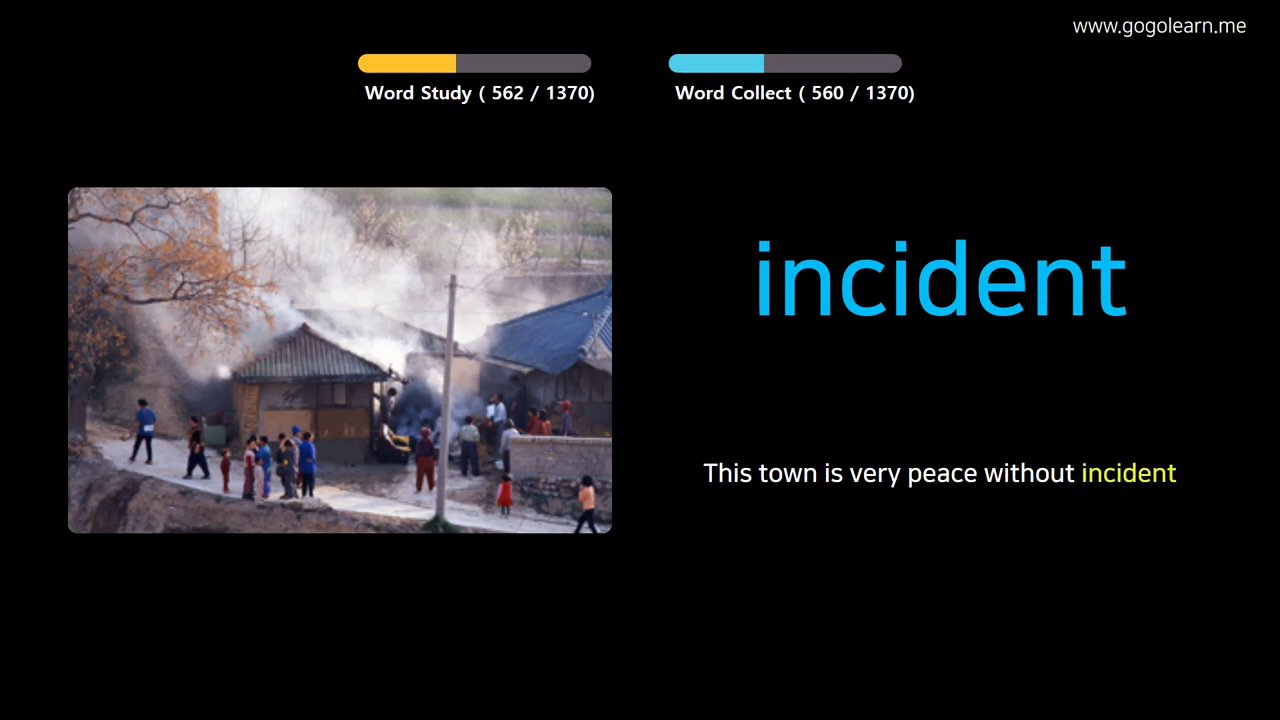 www.gogolearn.me
Word Study ( 562 / 1370)
Word Collect ( 560 / 1370)
incident
This town is very peace without incident